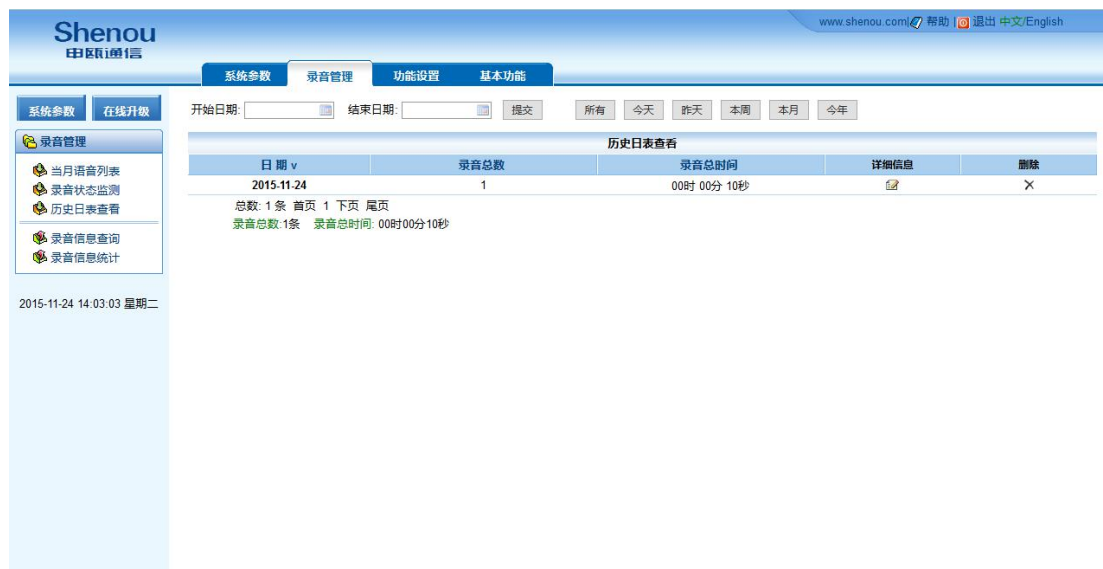 www.shenou.com| 帮助 | 退出 中文/English
Shenou
申瓯通信
系统参数 录音管理 功能设置 基本功能
系统参数 在线升级
开始日期: 结束日期: 提交 所有 今天 昨天 本周 本月 今年
录音管理
当月语音列表
录音状态监测
历史日表查看
录音信息查询
录音信息统计
2015-11-24 14:03:03 星期二
历史日表查看
日 期 v 录音总数 录音总时间 详细信息 删除
2015-11-24 1 00时 00分 10秒
总数: 1 条 首页 1 下页 尾页
录音总数:1条 录音总时间: 00时00分10秒